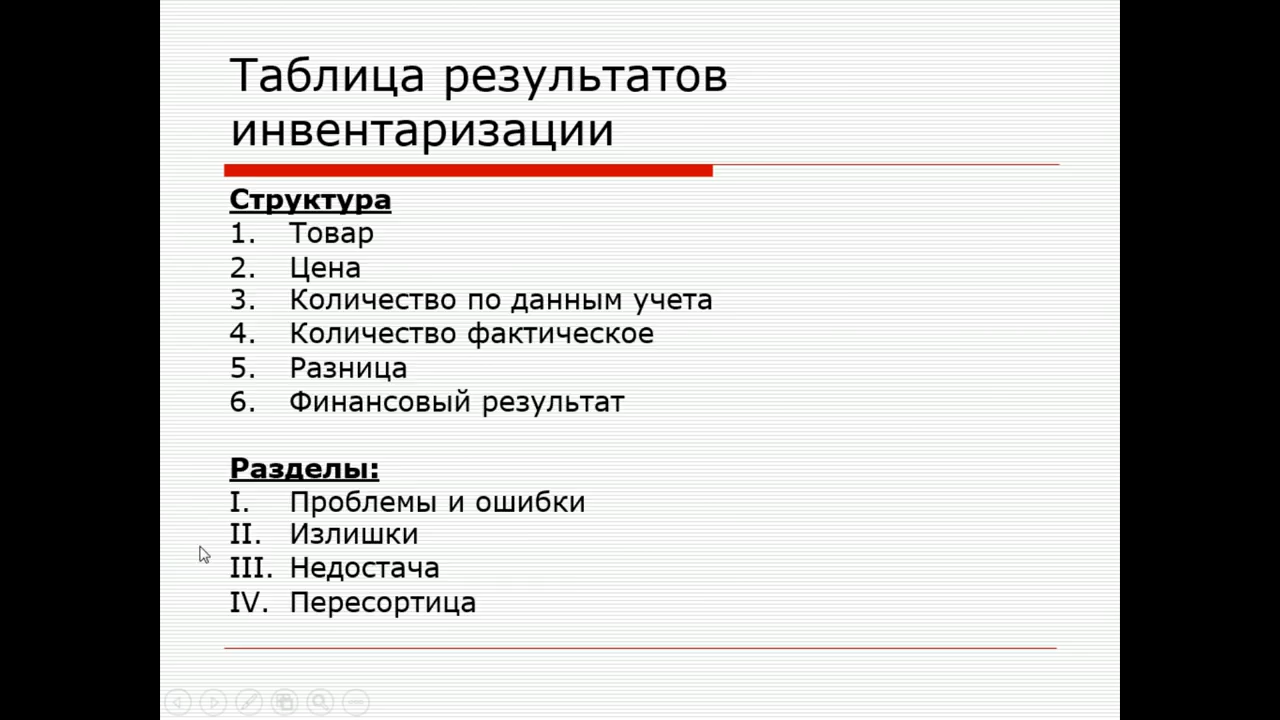 Таблица результатов
инвентаризации
Структура
1. Товар
2. Цена
3. Количество по данным учета
4. Количество фактическое
5. Разница
6. Финансовый результат
Разделы:
I. Проблемы и ошибки
II. Излишки
III. Недостача
IV. Пересортица